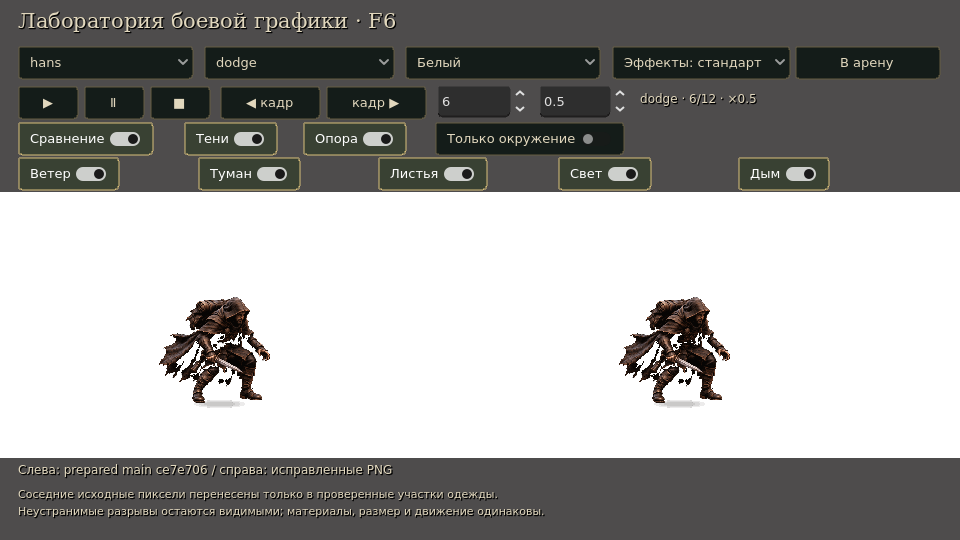 Лаборатория боевой графики · F6
hans dodge Белый Эффекты: стандарт В арену
▶ ⏸ ■ ◀ кадр кадр ▶ 6 0.5 dodge · 6/12 · ×0.5
Сравнение Тени Опора Только окружение
Ветер Туман Листья Свет Дым
Слева: prepared main ce7e706 / справа: исправленные PNG
Соседние исходные пиксели перенесены только в проверенные участки одежды.
Неустранимые разрывы остаются видимыми; материалы, размер и движение одинаковы.